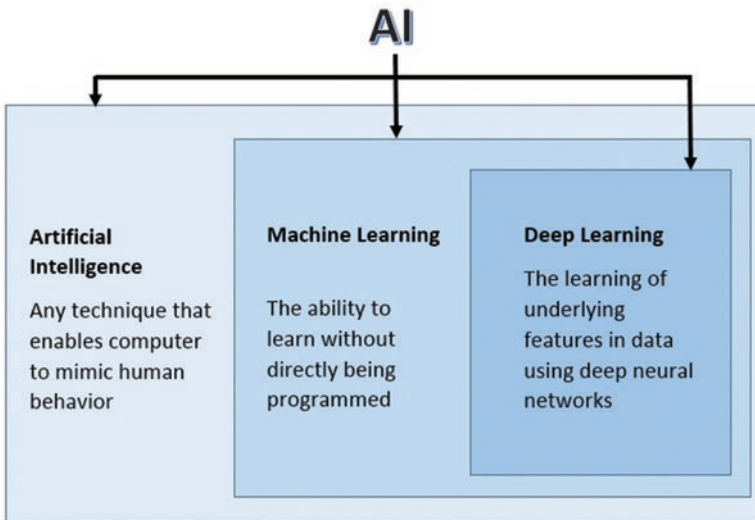 AI
Artificial
Intelligence
Any technique that
enables computer
to mimic human
behavior
Machine Learning
The ability to
learn without
directly being
programmed
Deep Learning
The learning of
underlying
features in data
using deep neural
networks